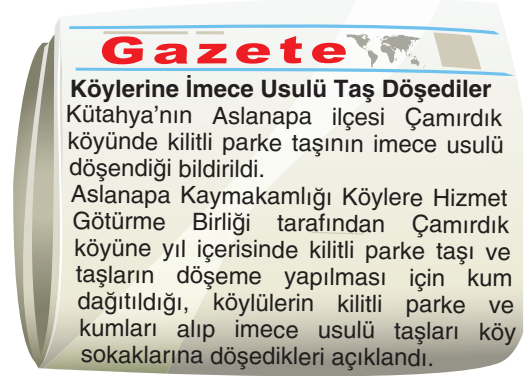 Gazete
Köylerine İmece Usulü Taş Döşediler
Kütahya’nın Aslanapa ilçesi Çamırdık
köyünde kilitli parke taşının imece usulü
döşendiği bildirildi.
Aslanapa Kaymakamlığı Köylere Hizmet
Götürme Birliği tarafından Çamırdık
köyüne yıl içerisinde kilitli parke taşı ve
taşların döşeme yapılması için kum
dağıtıldığı, köylülerin kilitli parke ve
kumları alıp imece usulü taşları köy
sokaklarına döşedikleri açıklandı.